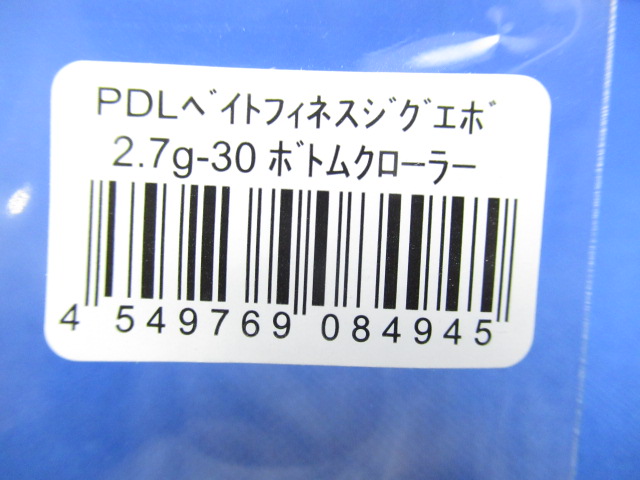 PDLﾍﾞｲﾄﾌｨﾈｽｼﾞｸﾞｴﾎﾞ
2.7g-30 ﾎﾞﾄﾑｸﾛｰﾗｰ
4 549769 084945